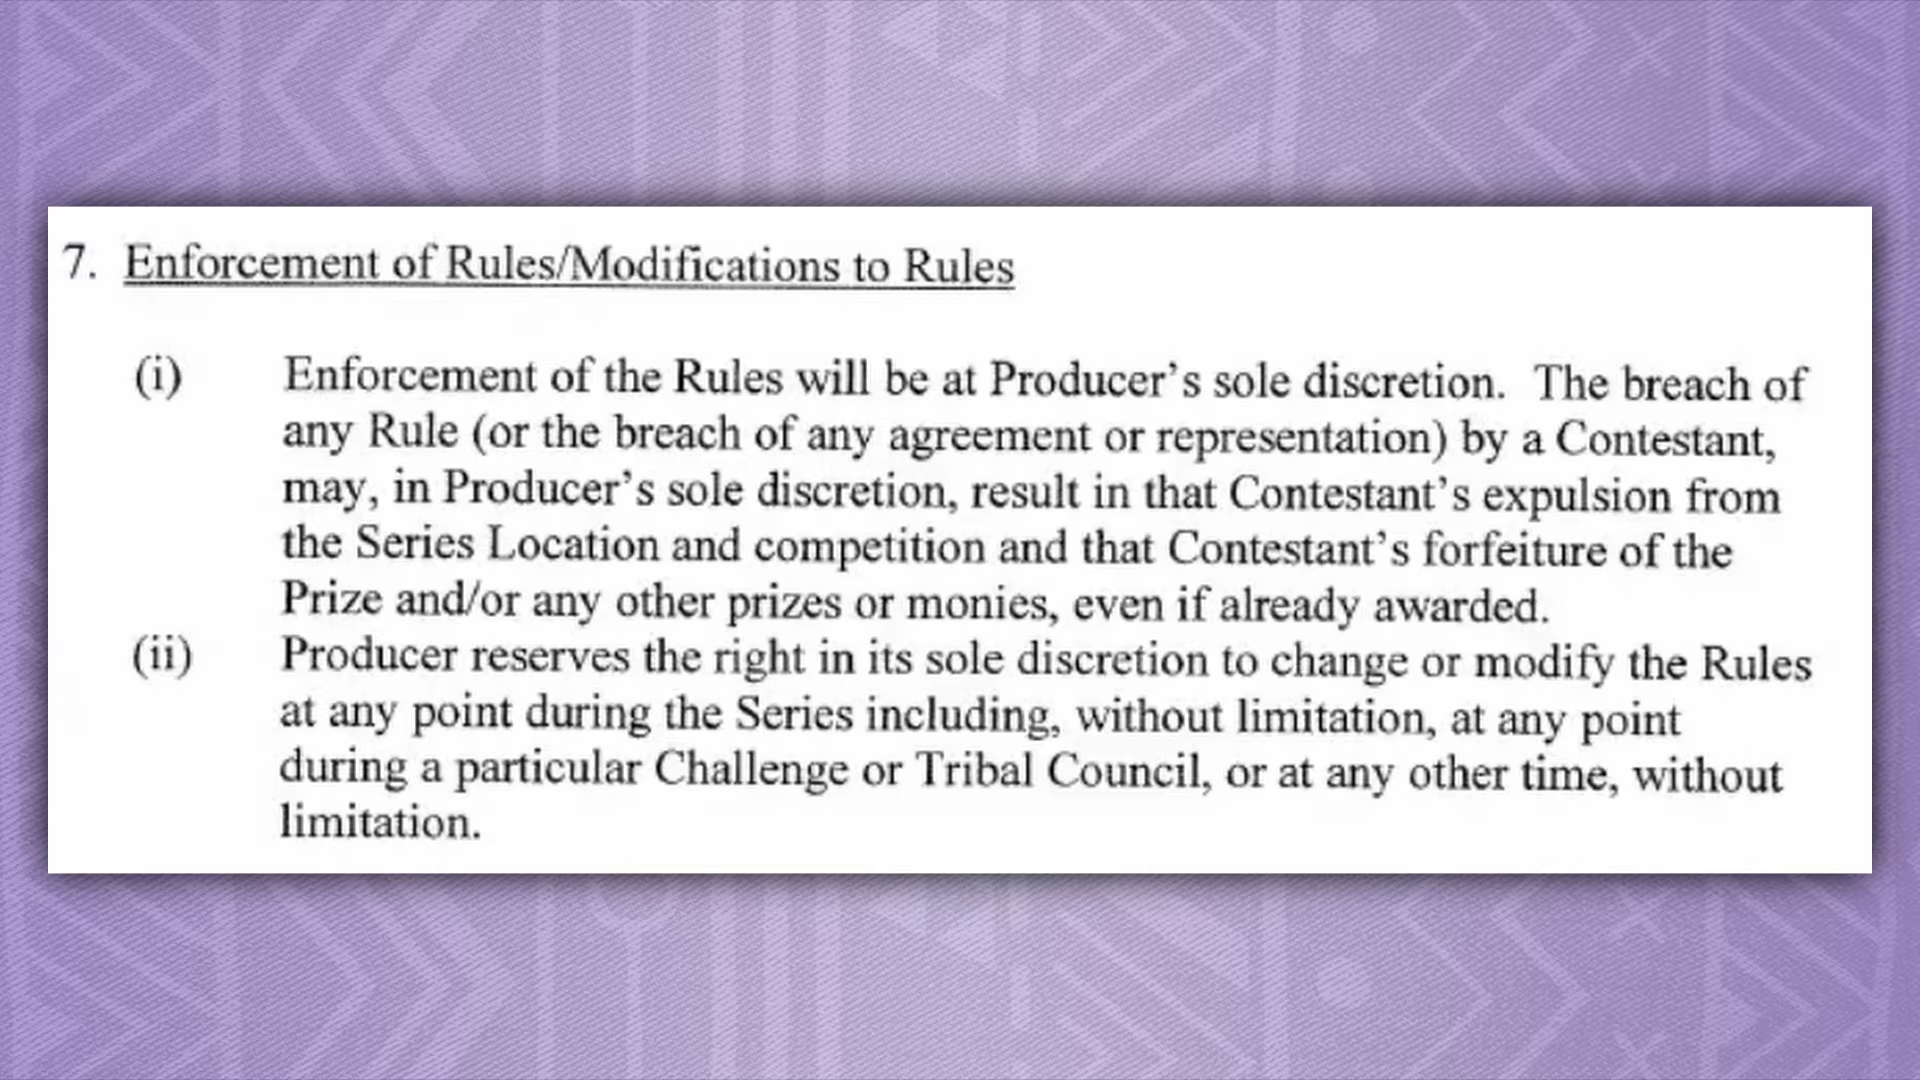 7. Enforcement of Rules/Modifications to Rules
(i) Enforcement of the Rules will be at Producer's sole discretion. The breach of
any Rule (or the breach of any agreement or representation) by a Contestant,
may, in Producer's sole discretion, result in that Contestant's expulsion from
the Series Location and competition and that Contestant's forfeiture of the
Prize and/or any other prizes or monies, even if already awarded.
(ii) Producer reserves the right in its sole discretion to change or modify the Rules
at any point during the Series including, without limitation, at any point
during a particular Challenge or Tribal Council, or at any other time, without
limitation.